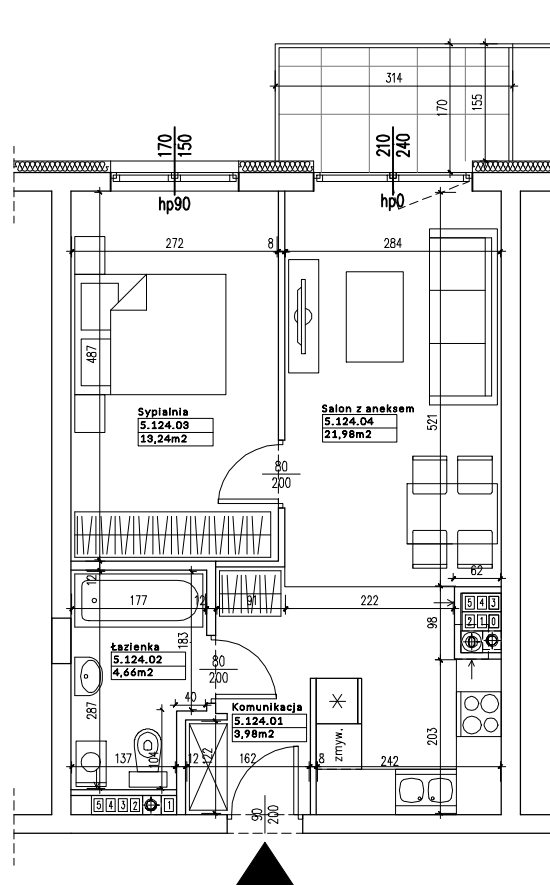 314
170
155
170
150
210
240
hp90
hp0
272
8
284
487
Sypialnia
5.124.03
13,24m2
Salon z aneksem
5.124.04
21,98m2
521
80
200
62
12
177
12
91
222
5 4 3
2 1 0
98
183
Łazienka
5.124.02
4,66m2
80
200
40
287
Komunikacja
5.124.01
3,98m2
203
zmyw.
8
137
104
12
122
162
242
5 4 3 2 1
90
200